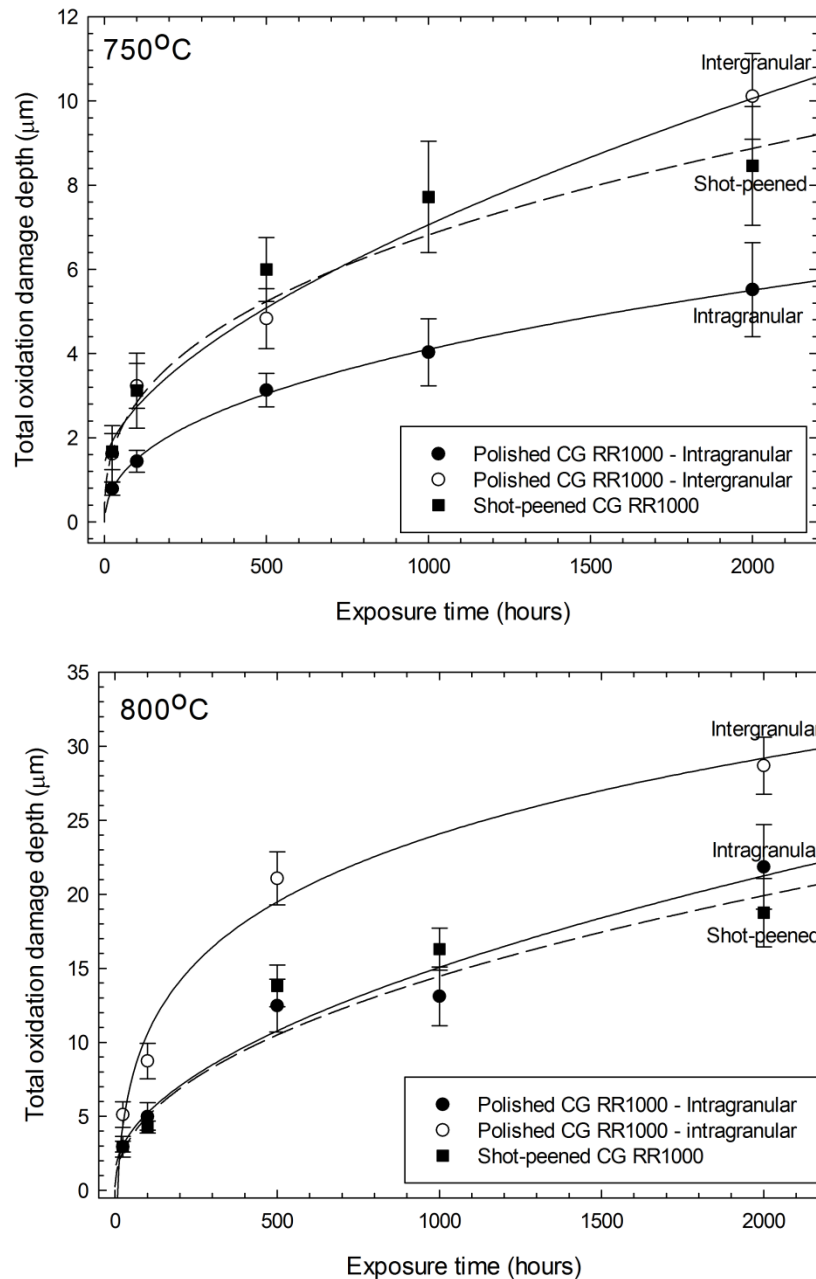 750°C
12
10
8
6
4
2
0
Total oxidation damage depth (μm)
Intergranular
Shot-peened
Intragranular
Polished CG RR1000 - Intragranular
Polished CG RR1000 - Intergranular
Shot-peened CG RR1000
0 500 1000 1500 2000
Exposure time (hours)
800°C
35
30
25
20
15
10
5
0
Total oxidation damage depth (μm)
Intergranular
Intragranular
Shot-peened
Polished CG RR1000 - Intragranular
Polished CG RR1000 - intragranular
Shot-peened CG RR1000
0 500 1000 1500 2000
Exposure time (hours)